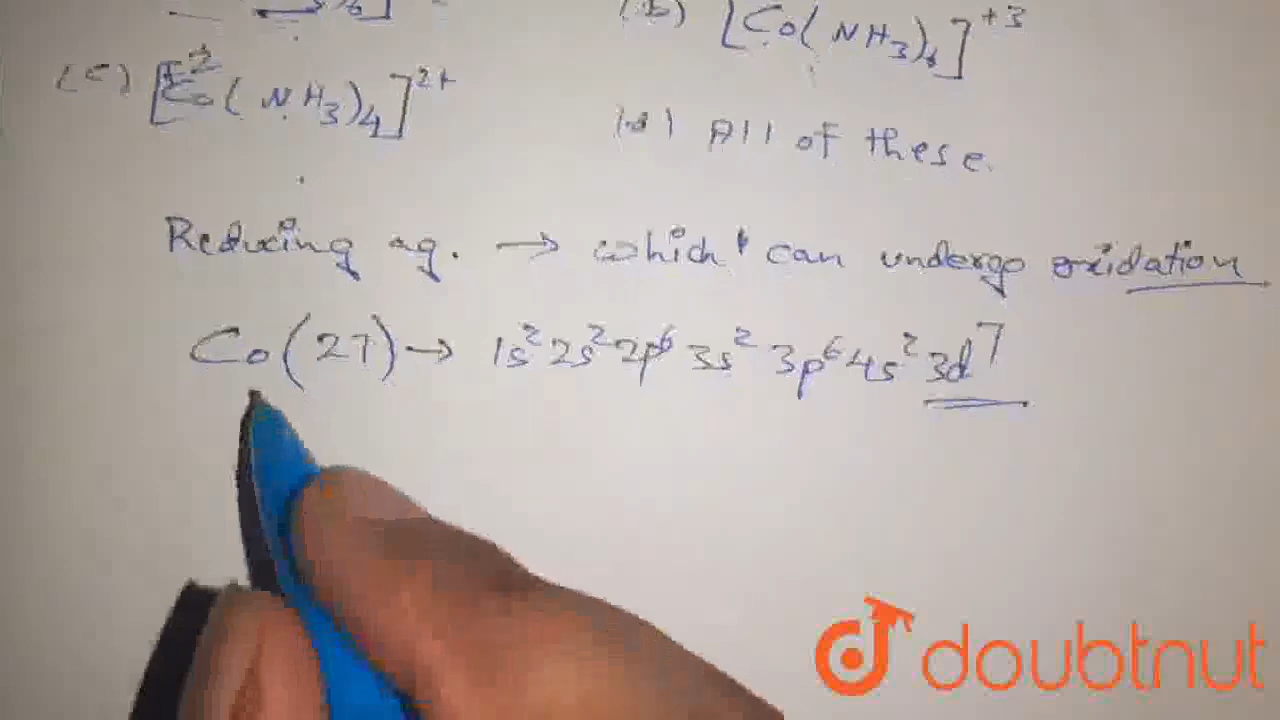 (b) [Co(NH3)6]+3
(c) [Co(NH3)4]2+
+2
(d) All of these.
Reducing ag. → which can undergo oxidation
Co(27) → 1s² 2s² 2p⁶ 3s² 3p⁶ 4s² 3d⁷
doubtnut